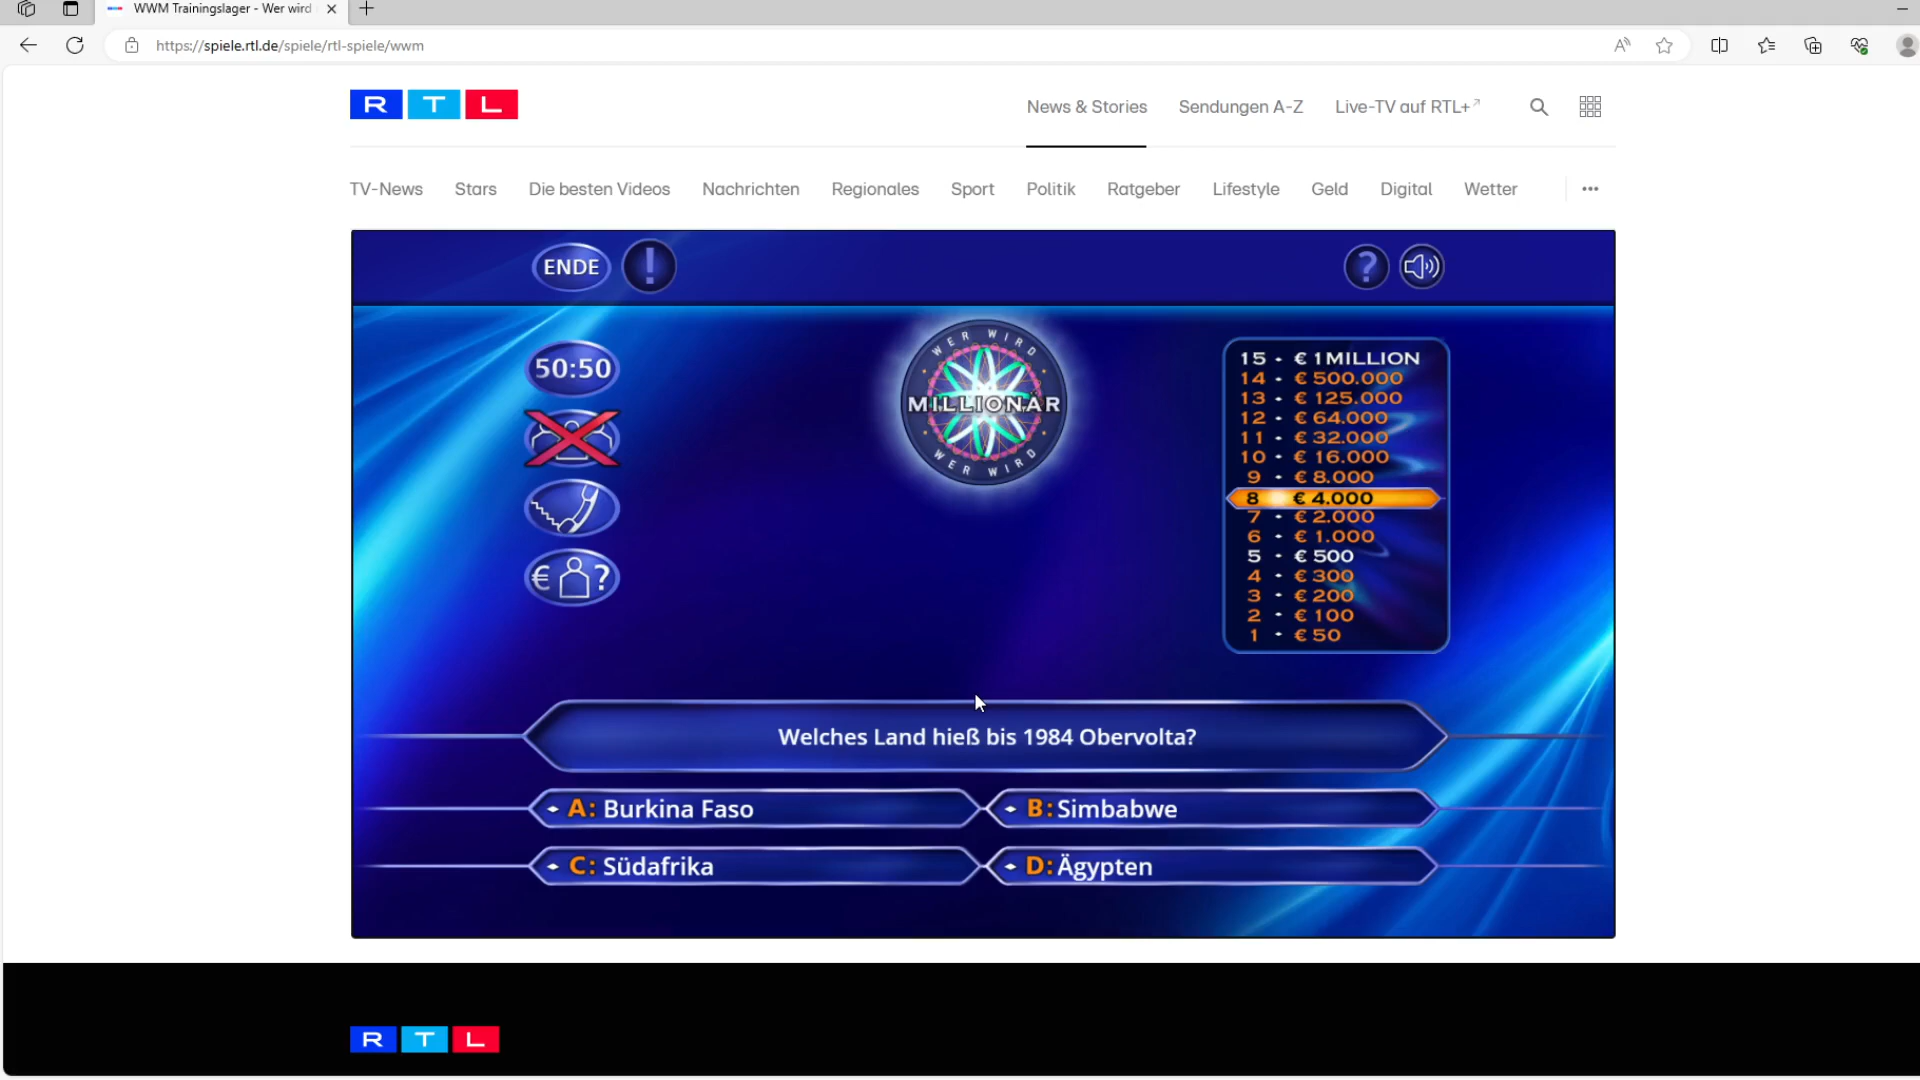 WWM Trainingslager - Wer wird
https://spiele.rtl.de/spiele/rtl-spiele/wwm
RTL
News & Stories
Sendungen A-Z
Live-TV auf RTL+
TV-News
Stars
Die besten Videos
Nachrichten
Regionales
Sport
Politik
Ratgeber
Lifestyle
Geld
Digital
Wetter
ENDE
!
?
50:50
€ ?
WER WIRD
MILLIONÄR
WER WIRD
15 • € 1 MILLION
14 • € 500.000
13 • € 125.000
12 • € 64.000
11 • € 32.000
10 • € 16.000
9 • € 8.000
8 € 4.000
7 • € 2.000
6 • € 1.000
5 • € 500
4 • € 300
3 • € 200
2 • € 100
1 • € 50
Welches Land hieß bis 1984 Obervolta?
A: Burkina Faso
B: Simbabwe
C: Südafrika
D: Ägypten
RTL